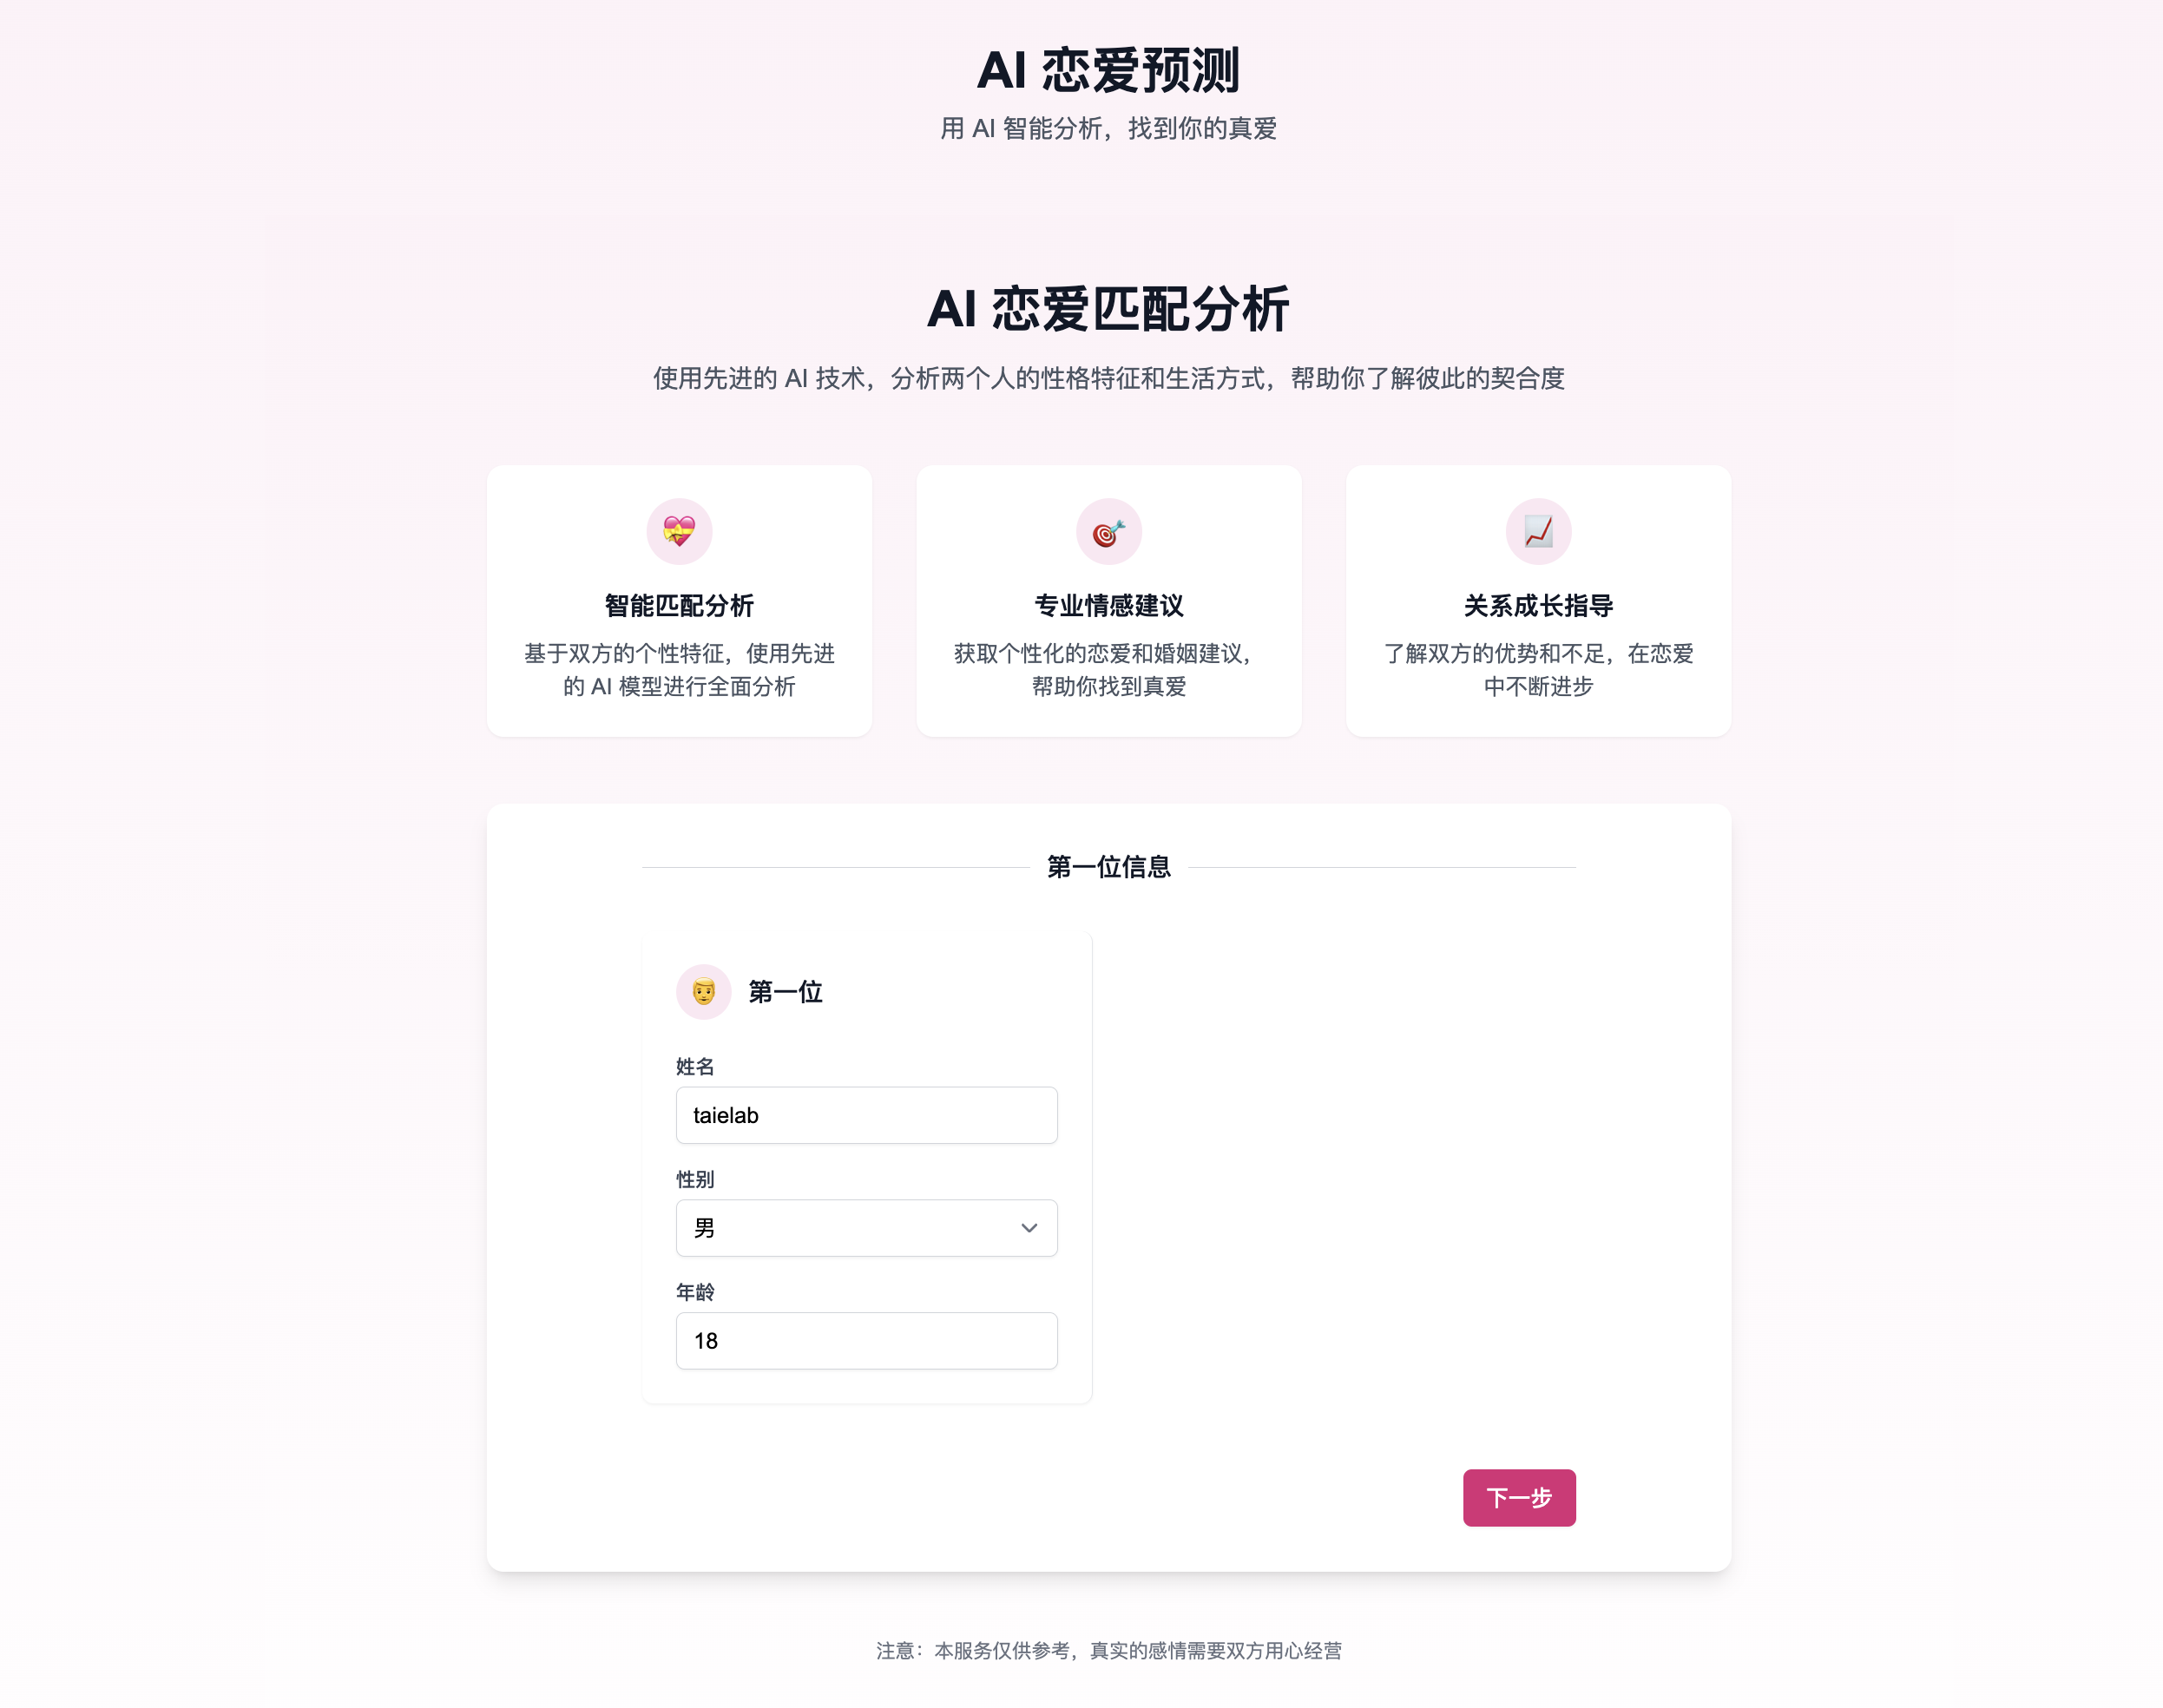 AI 恋爱预测
用 AI 智能分析，找到你的真爱
AI 恋爱匹配分析
使用先进的 AI 技术，分析两个人的性格特征和生活方式，帮助你了解彼此的契合度
智能匹配分析
基于双方的个性特征，使用先进
的 AI 模型进行全面分析
专业情感建议
获取个性化的恋爱和婚姻建议，
帮助你找到真爱
关系成长指导
了解双方的优势和不足，在恋爱
中不断进步
第一位信息
第一位
姓名
taielab
性别
男
年龄
18
下一步
注意：本服务仅供参考，真实的感情需要双方用心经营